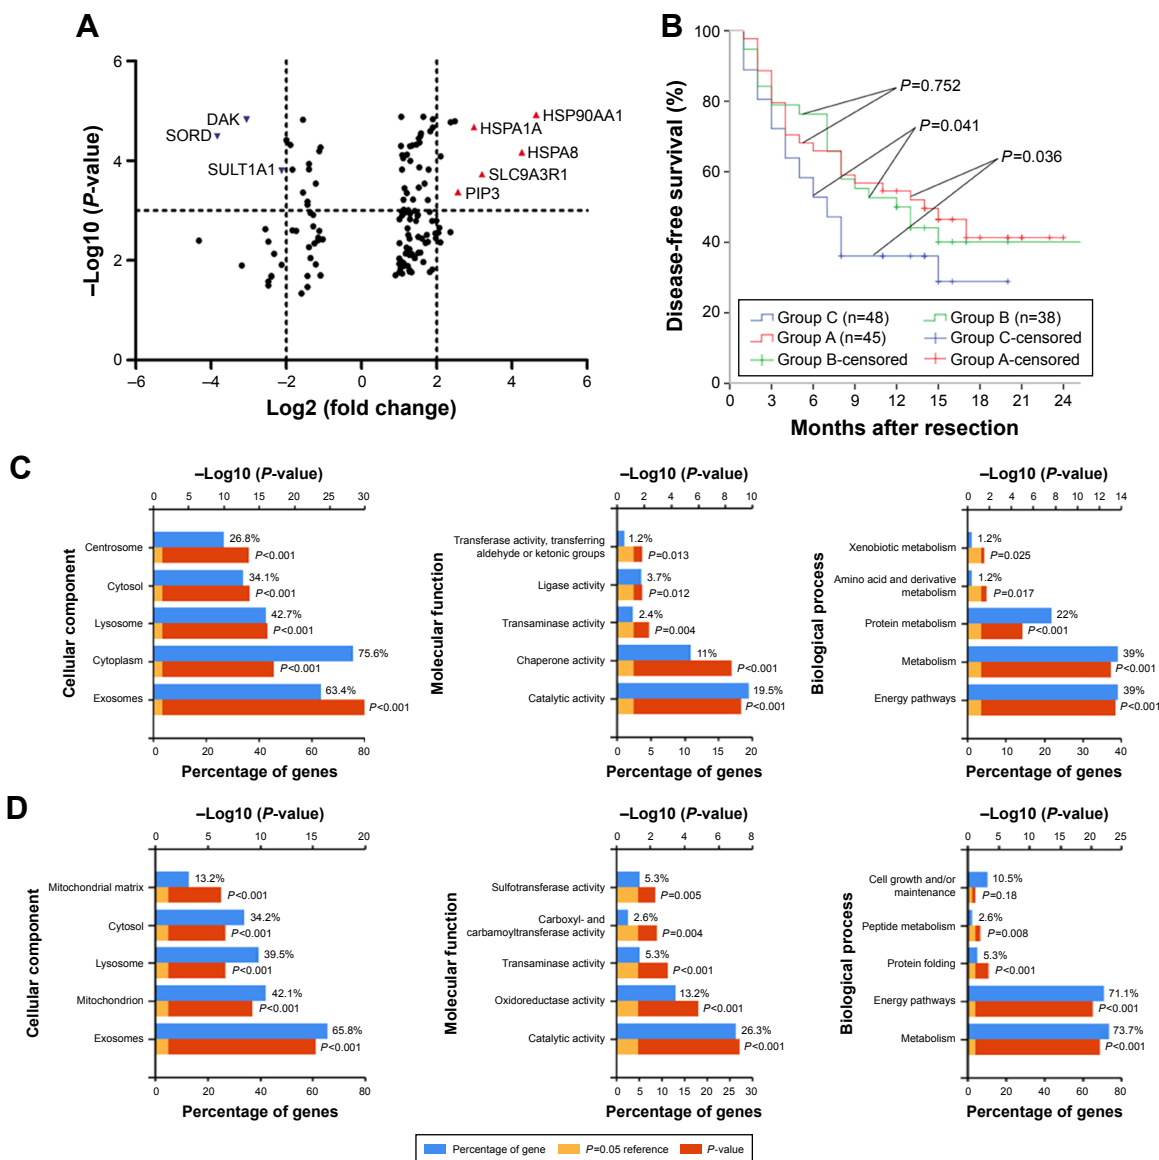 A
6
4
2
0
–Log10 (P-value)
DAK
SORD
SULT1A1
HSP90AA1
HSPA1A
HSPA8
SLC9A3R1
PIP3
–6
–4
–2
0
2
4
6
Log2 (fold change)
B
100
80
60
40
20
0
Disease-free survival (%)
P=0.752
P=0.041
P=0.036
Group C (n=48)
Group B (n=38)
Group A (n=45)
Group C-censored
Group B-censored
Group A-censored
0
3
6
9
12
15
18
21
24
Months after resection
C
–Log10 (P-value)
0 5 10 15 20 25 30
Cellular component
Centrosome
26.8%
P<0.001
Cytosol
34.1%
P<0.001
Lysosome
42.7%
P<0.001
Cytoplasm
75.6%
P<0.001
Exosomes
63.4%
P<0.001
0 20 40 60 80
Percentage of genes
–Log10 (P-value)
0 2 4 6 8 10
Molecular function
Transferase activity, transferring
aldehyde or ketonic groups
1.2%
P=0.013
Ligase activity
3.7%
P=0.012
Transaminase activity
2.4%
P=0.004
Chaperone activity
11%
P<0.001
Catalytic activity
19.5%
P<0.001
0 5 10 15 20
Percentage of genes
–Log10 (P-value)
0 2 4 6 8 10 12 14
Biological process
Xenobiotic metabolism
1.2%
P=0.025
Amino acid and derivative
metabolism
1.2%
P=0.017
Protein metabolism
22%
P<0.001
Metabolism
39%
P<0.001
Energy pathways
39%
P<0.001
0 10 20 30 40
Percentage of genes
D
–Log10 (P-value)
0 5 10 15 20
Cellular component
Mitochondrial matrix
13.2%
P<0.001
Cytosol
34.2%
P<0.001
Lysosome
39.5%
P<0.001
Mitochondrion
42.1%
P<0.001
Exosomes
65.8%
P<0.001
0 20 40 60 80
Percentage of genes
–Log10 (P-value)
0 2 4 6 8
Molecular function
Sulfotransferase activity
5.3%
P=0.005
Carboxyl- and
carbamoyltransferase activity
2.6%
P=0.004
Transaminase activity
5.3%
P<0.001
Oxidoreductase activity
13.2%
P<0.001
Catalytic activity
26.3%
P<0.001
0 5 10 15 20 25 30
Percentage of genes
–Log10 (P-value)
0 5 10 15 20 25
Biological process
Cell growth and/or
maintenance
10.5%
P=0.18
Peptide metabolism
2.6%
P=0.008
Protein folding
5.3%
P<0.001
Energy pathways
71.1%
P<0.001
Metabolism
73.7%
P<0.001
0 20 40 60 80
Percentage of genes
Percentage of gene
P=0.05 reference
P-value